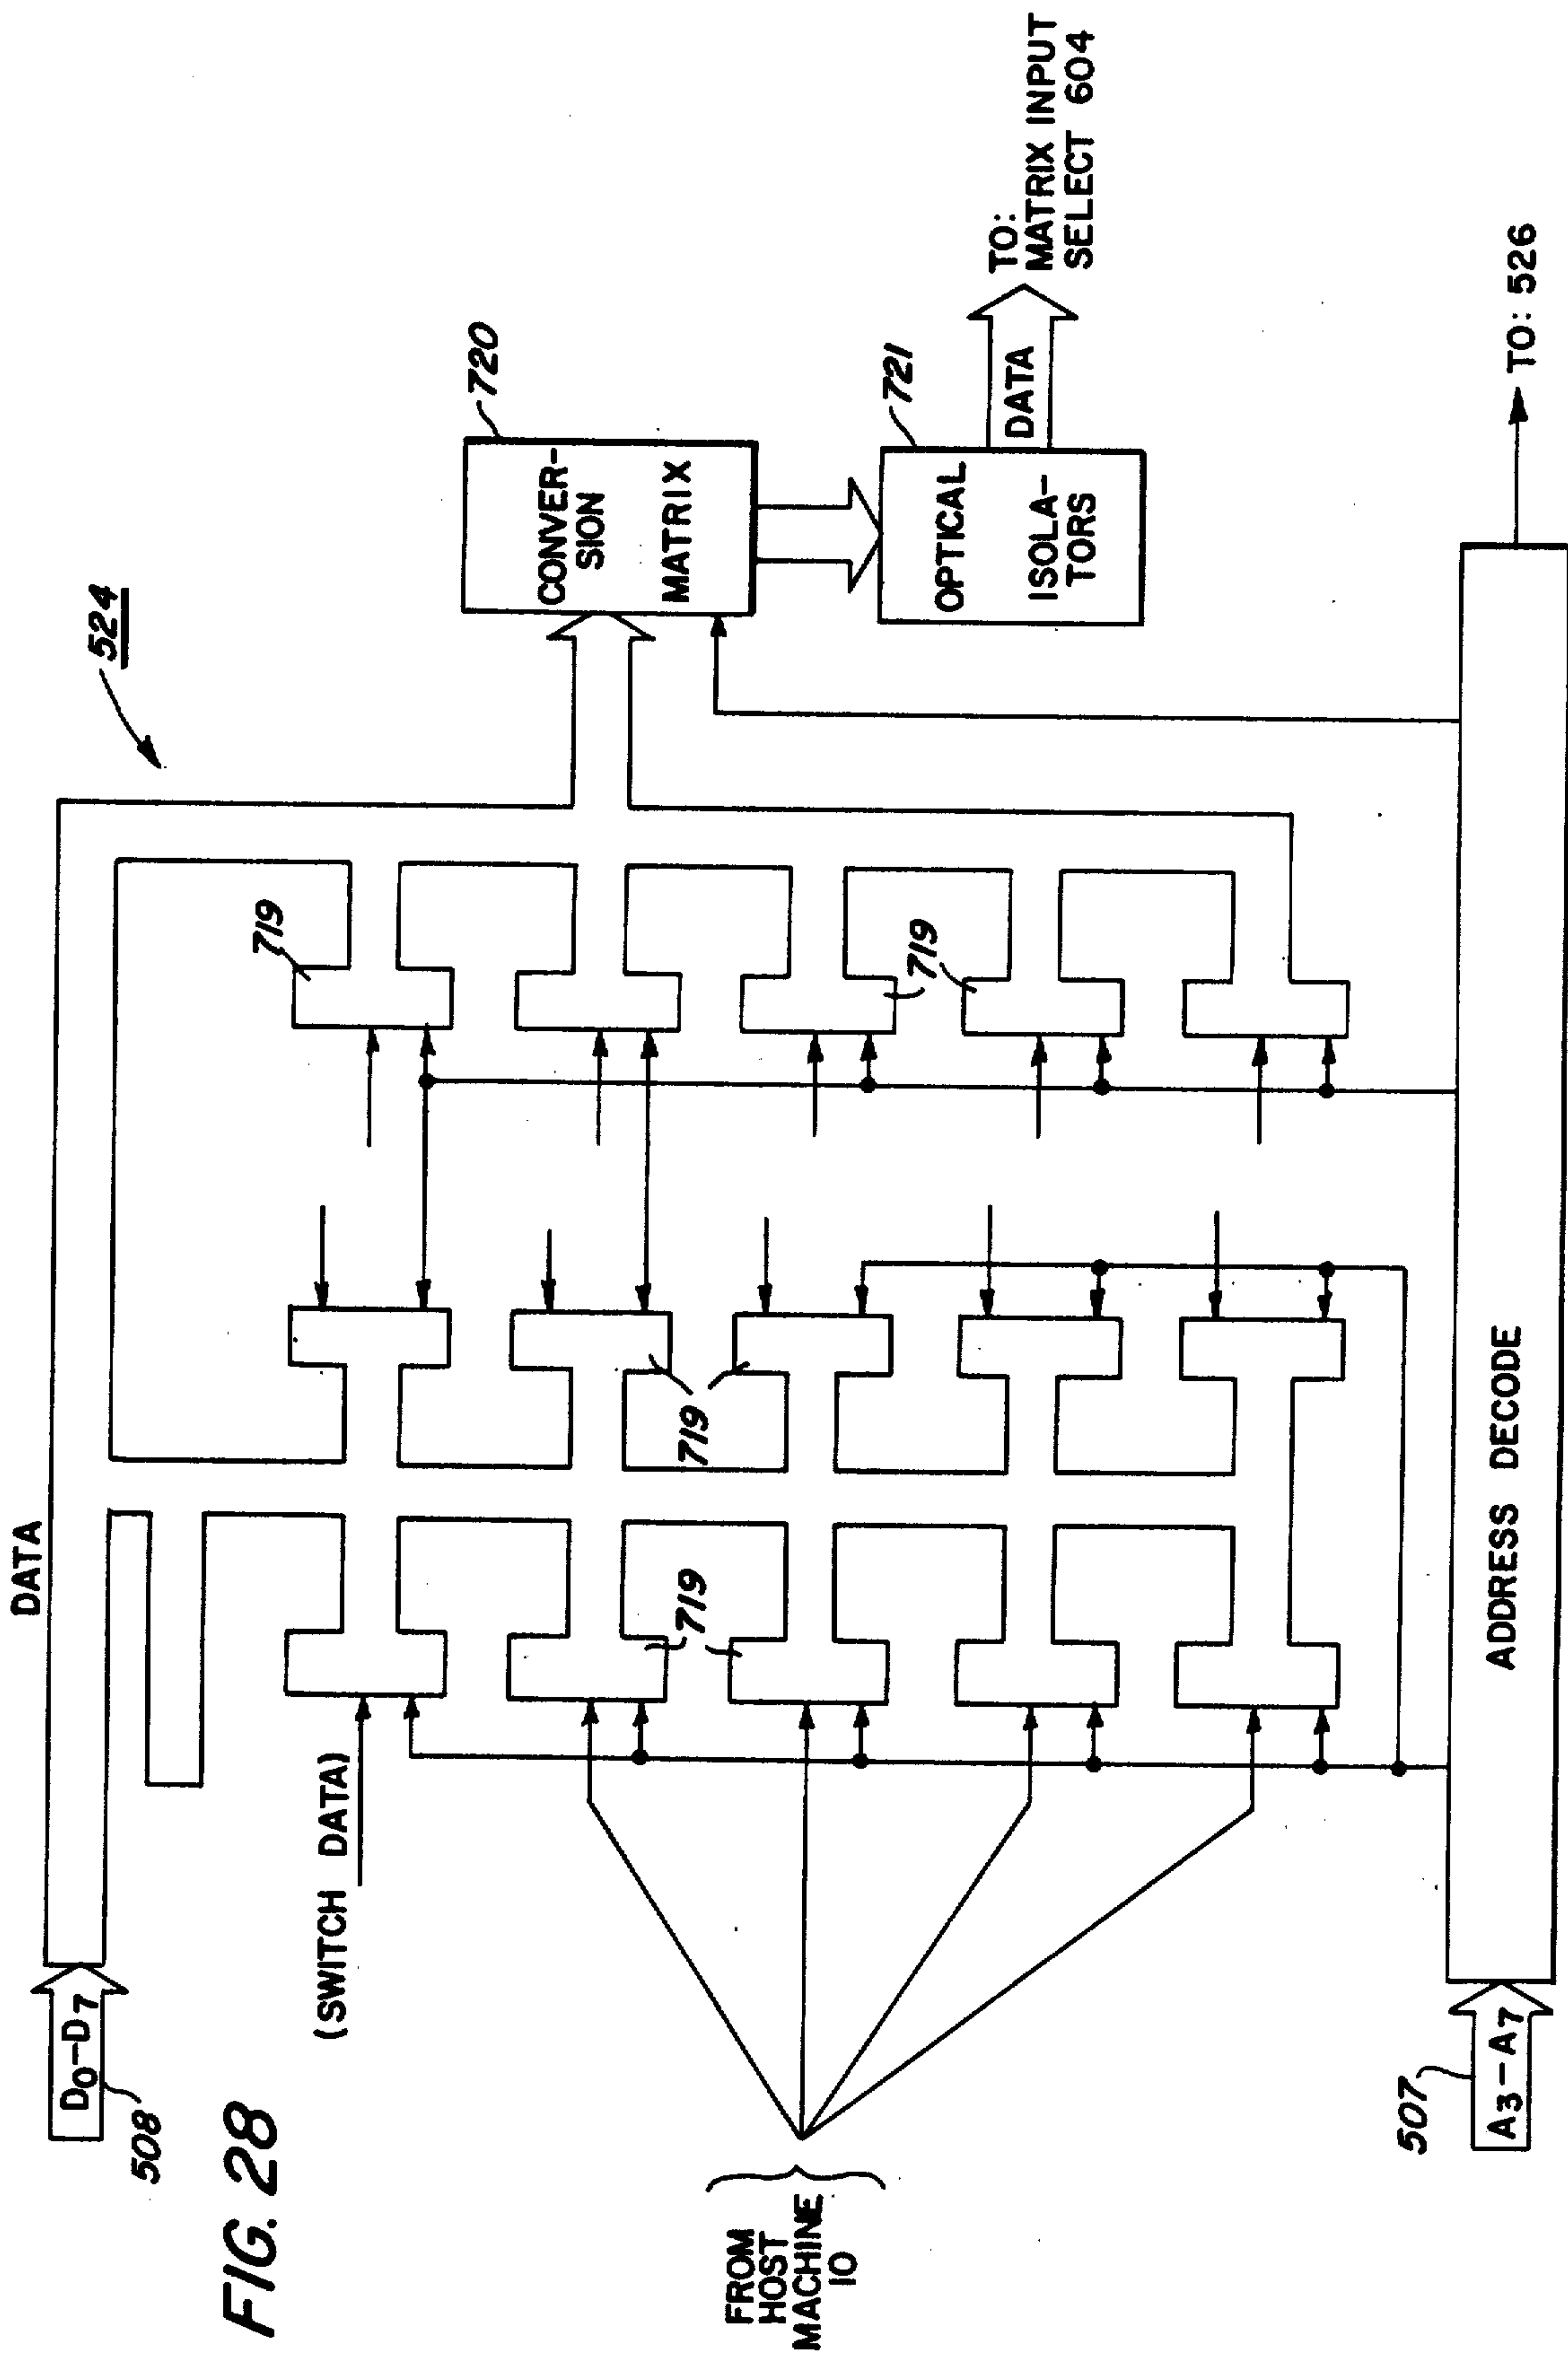 FIG. 28
DATA
D0-D7
508
524
(SWITCH DATA)
719
719
719
719
720
CONVER-
SION
MATRIX
721
OPTICAL
ISOLA-
TORS
DATA
TO:
MATRIX INPUT
SELECT 604
FROM
HOST
MACHINE
10
507
A3-A7
ADDRESS DECODE
TO: 526